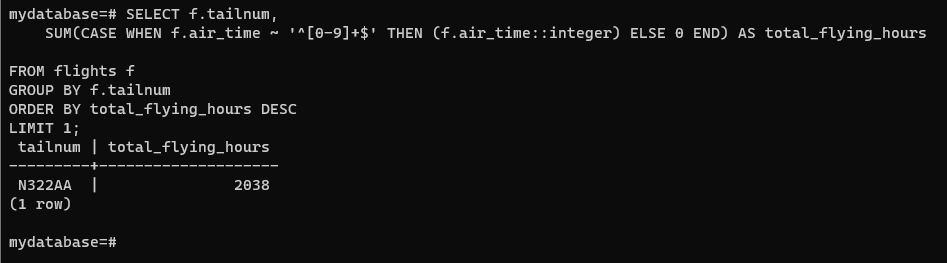 mydatabase=# SELECT f.tailnum,
    SUM(CASE WHEN f.air_time ~ '^[0-9]+$' THEN (f.air_time::integer) ELSE 0 END) AS total_flying_hours
FROM flights f
GROUP BY f.tailnum
ORDER BY total_flying_hours DESC
LIMIT 1;
 tailnum | total_flying_hours
---------+--------------------
 N322AA  |               2038
(1 row)
mydatabase=#